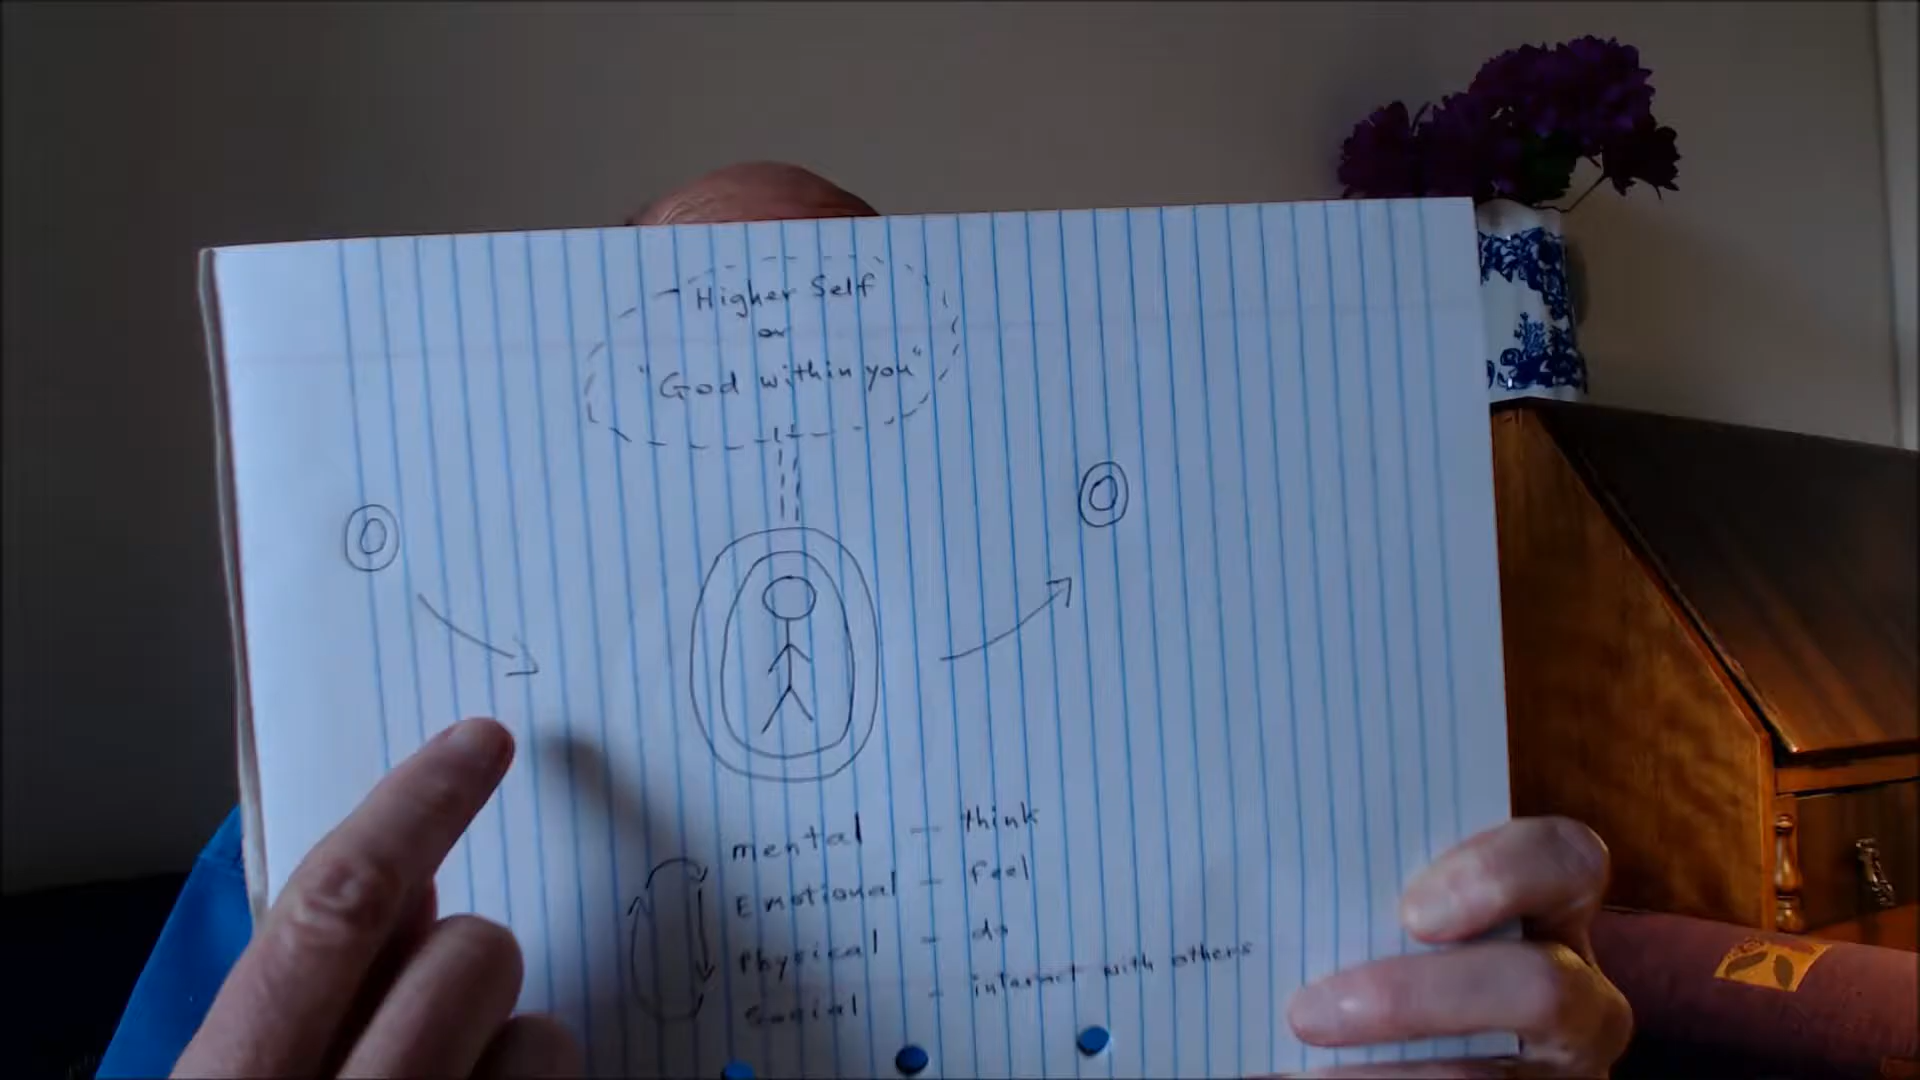 Higher Self
or
"God within you"
mental - think
Emotional - feel
Physical - do
Social - interact with others